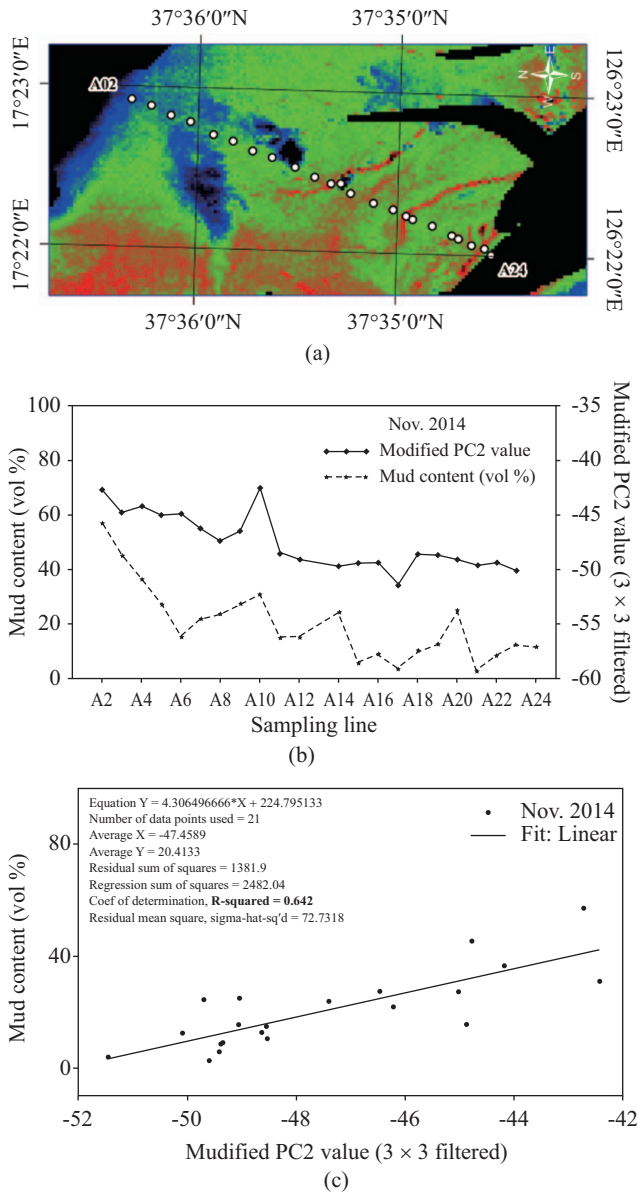 37°36′0″N 37°35′0″N
17°23′0″N
126°23′0″N
A02
N E S W
17°22′0″N
126°22′0″N
A24
37°36′0″N 37°35′0″N
(a)
Mud content (vol %)
100
80
60
40
20
0
Nov. 2014
Modified PC2 value
Mud content (vol %)
-35
-40
-45
-50
-55
-60
Mudified PC2 value (3 × 3 filtered)
A2 A4 A6 A8 A10 A12 A14 A16 A18 A20 A22 A24
Sampling line
(b)
Mud content (vol %)
80
40
0
Equation Y = 4.306496666*X + 224.795133
Number of data points used = 21
Average X = -47.4589
Average Y = 20.4133
Residual sum of squares = 1381.9
Regression sum of squares = 2482.04
Coef of determination, R-squared = 0.642
Residual mean square, sigma-hat-sq'd = 72.7318
Nov. 2014
Fit: Linear
-52 -50 -48 -46 -44 -42
Mudified PC2 value (3 × 3 filtered)
(c)